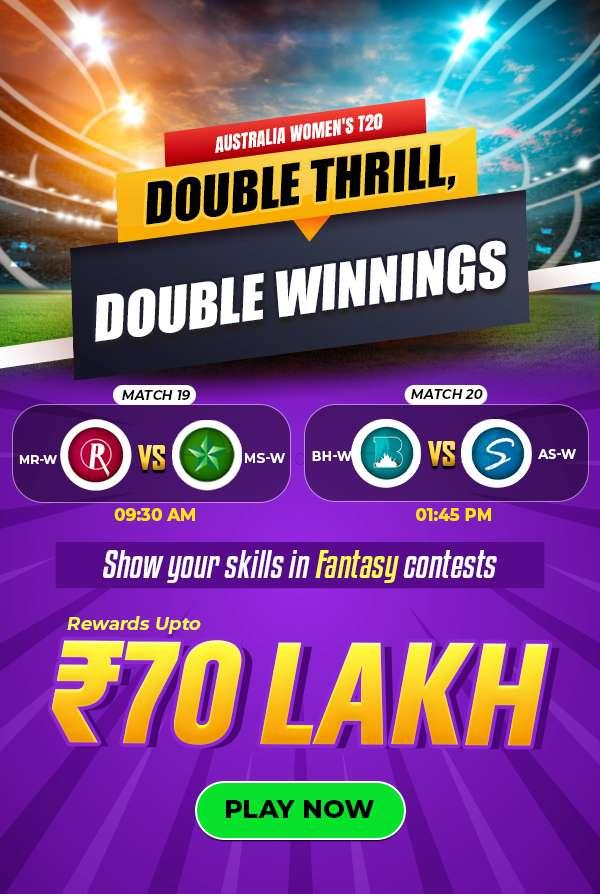 AUSTRALIA WOMEN'S T20
DOUBLE THRILL,
DOUBLE WINNINGS
MATCH 19
MR-W
R
VS
MS-W
09:30 AM
MATCH 20
BH-W
B
VS
S
AS-W
01:45 PM
Show your skills in Fantasy contests
Rewards Upto
₹70 LAKH
PLAY NOW